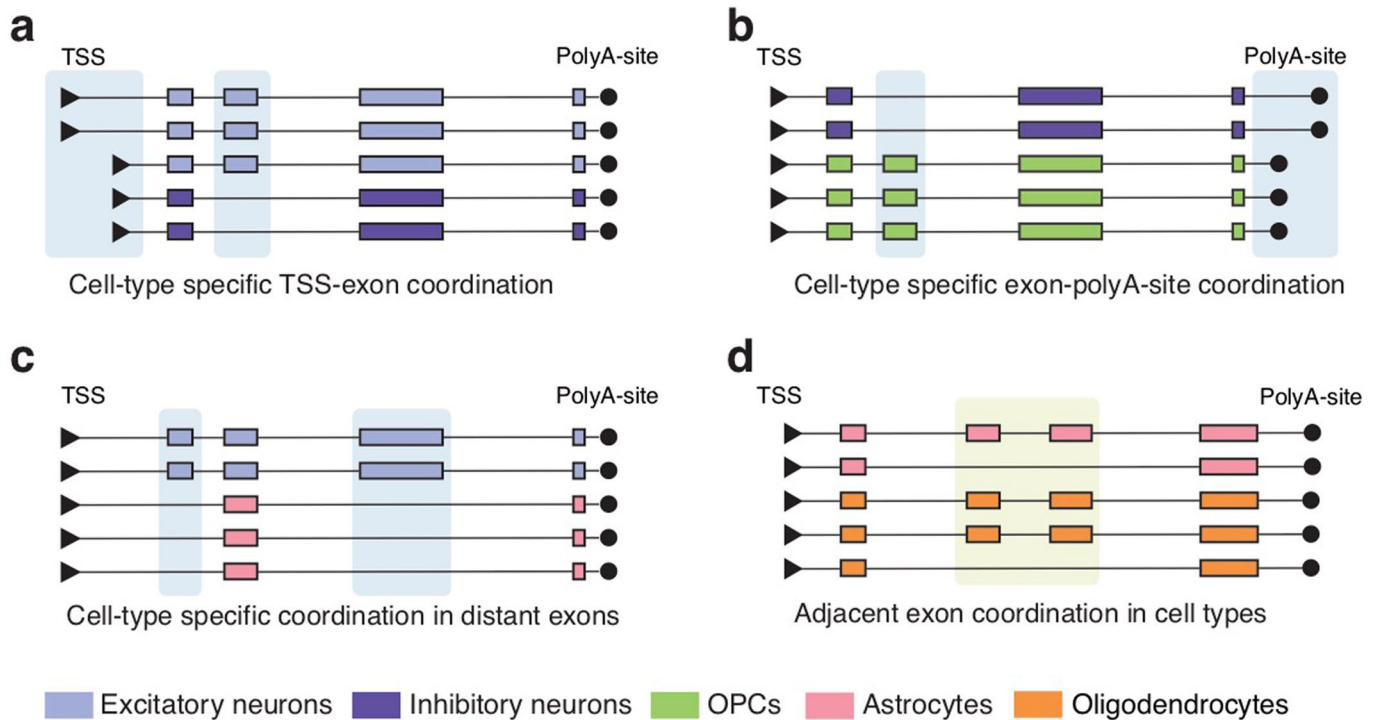 a
TSS
PolyA-site
Cell-type specific TSS-exon coordination
b
TSS
PolyA-site
Cell-type specific exon-polyA-site coordination
c
TSS
PolyA-site
Cell-type specific coordination in distant exons
d
TSS
PolyA-site
Adjacent exon coordination in cell types
Excitatory neurons
Inhibitory neurons
OPCs
Astrocytes
Oligodendrocytes